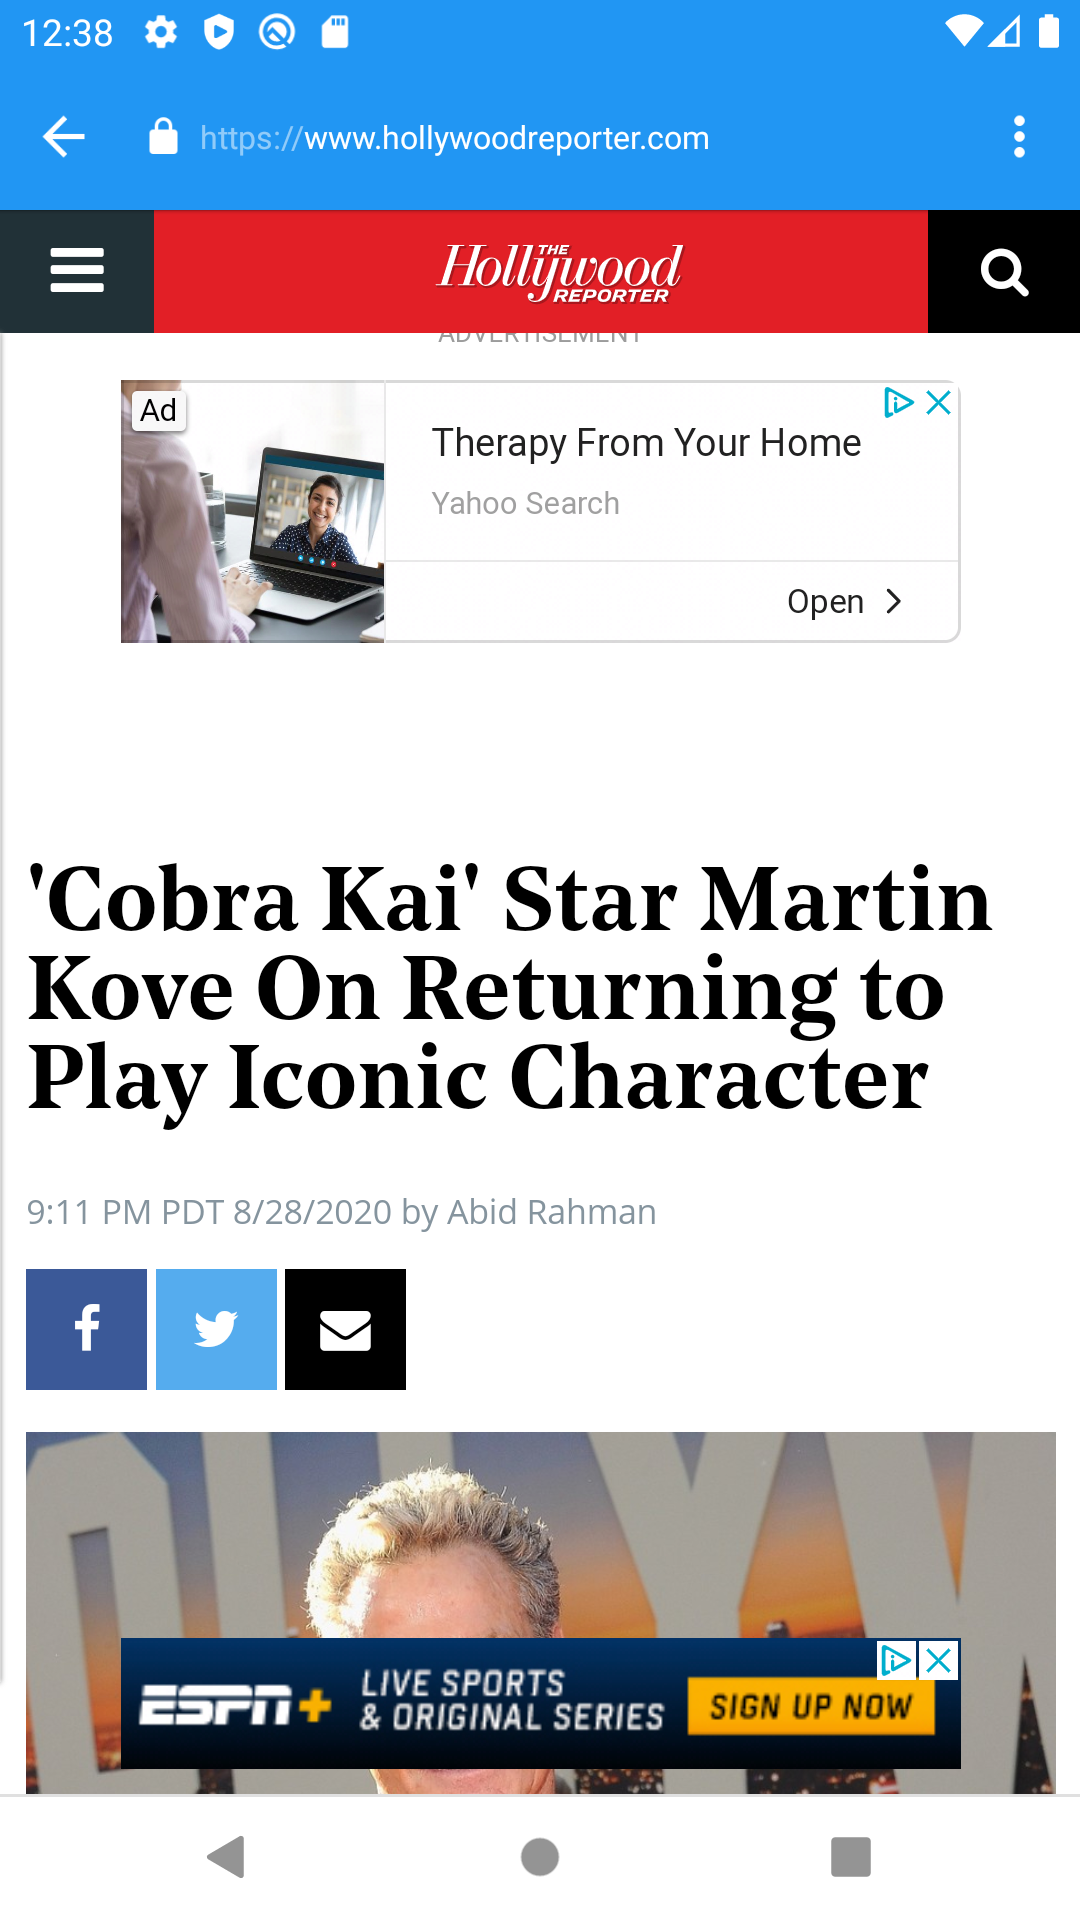 12:38
https://www.hollywoodreporter.com
THE
Hollywood
REPORTER
ADVERTISEMENT
Ad
Therapy From Your Home
Yahoo Search
Open
'Cobra Kai' Star Martin
Kove On Returning to
Play Iconic Character
9:11 PM PDT 8/28/2020 by Abid Rahman
ESPN+
LIVE SPORTS
& ORIGINAL SERIES
SIGN UP NOW